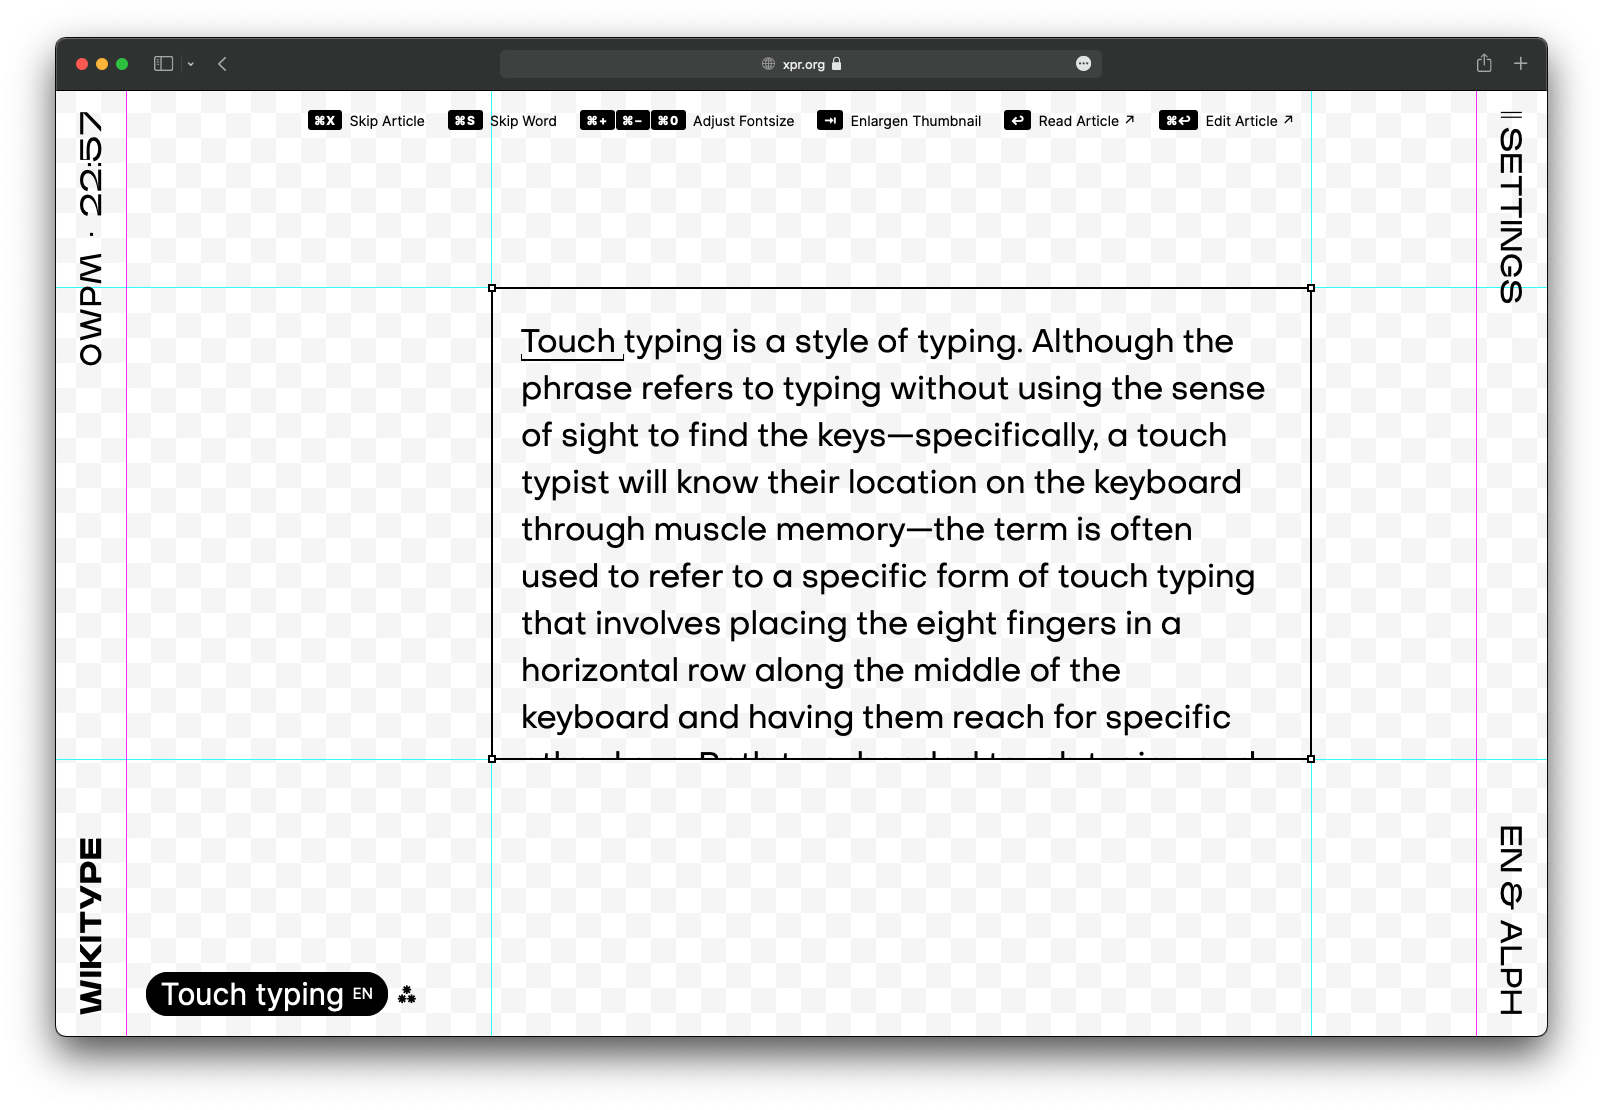 xpr.org
⌘X Skip Article ⌘S Skip Word ⌘+ ⌘− ⌘0 Adjust Fontsize ⇥ Enlargen Thumbnail ↩ Read Article ↗ ⌘↩ Edit Article ↗
0WPM · 22:57
SETTINGS
Touch typing is a style of typing. Although the
phrase refers to typing without using the sense
of sight to find the keys—specifically, a touch
typist will know their location on the keyboard
through muscle memory—the term is often
used to refer to a specific form of touch typing
that involves placing the eight fingers in a
horizontal row along the middle of the
keyboard and having them reach for specific
WIKITYPE
EN & ALPH
Touch typing EN